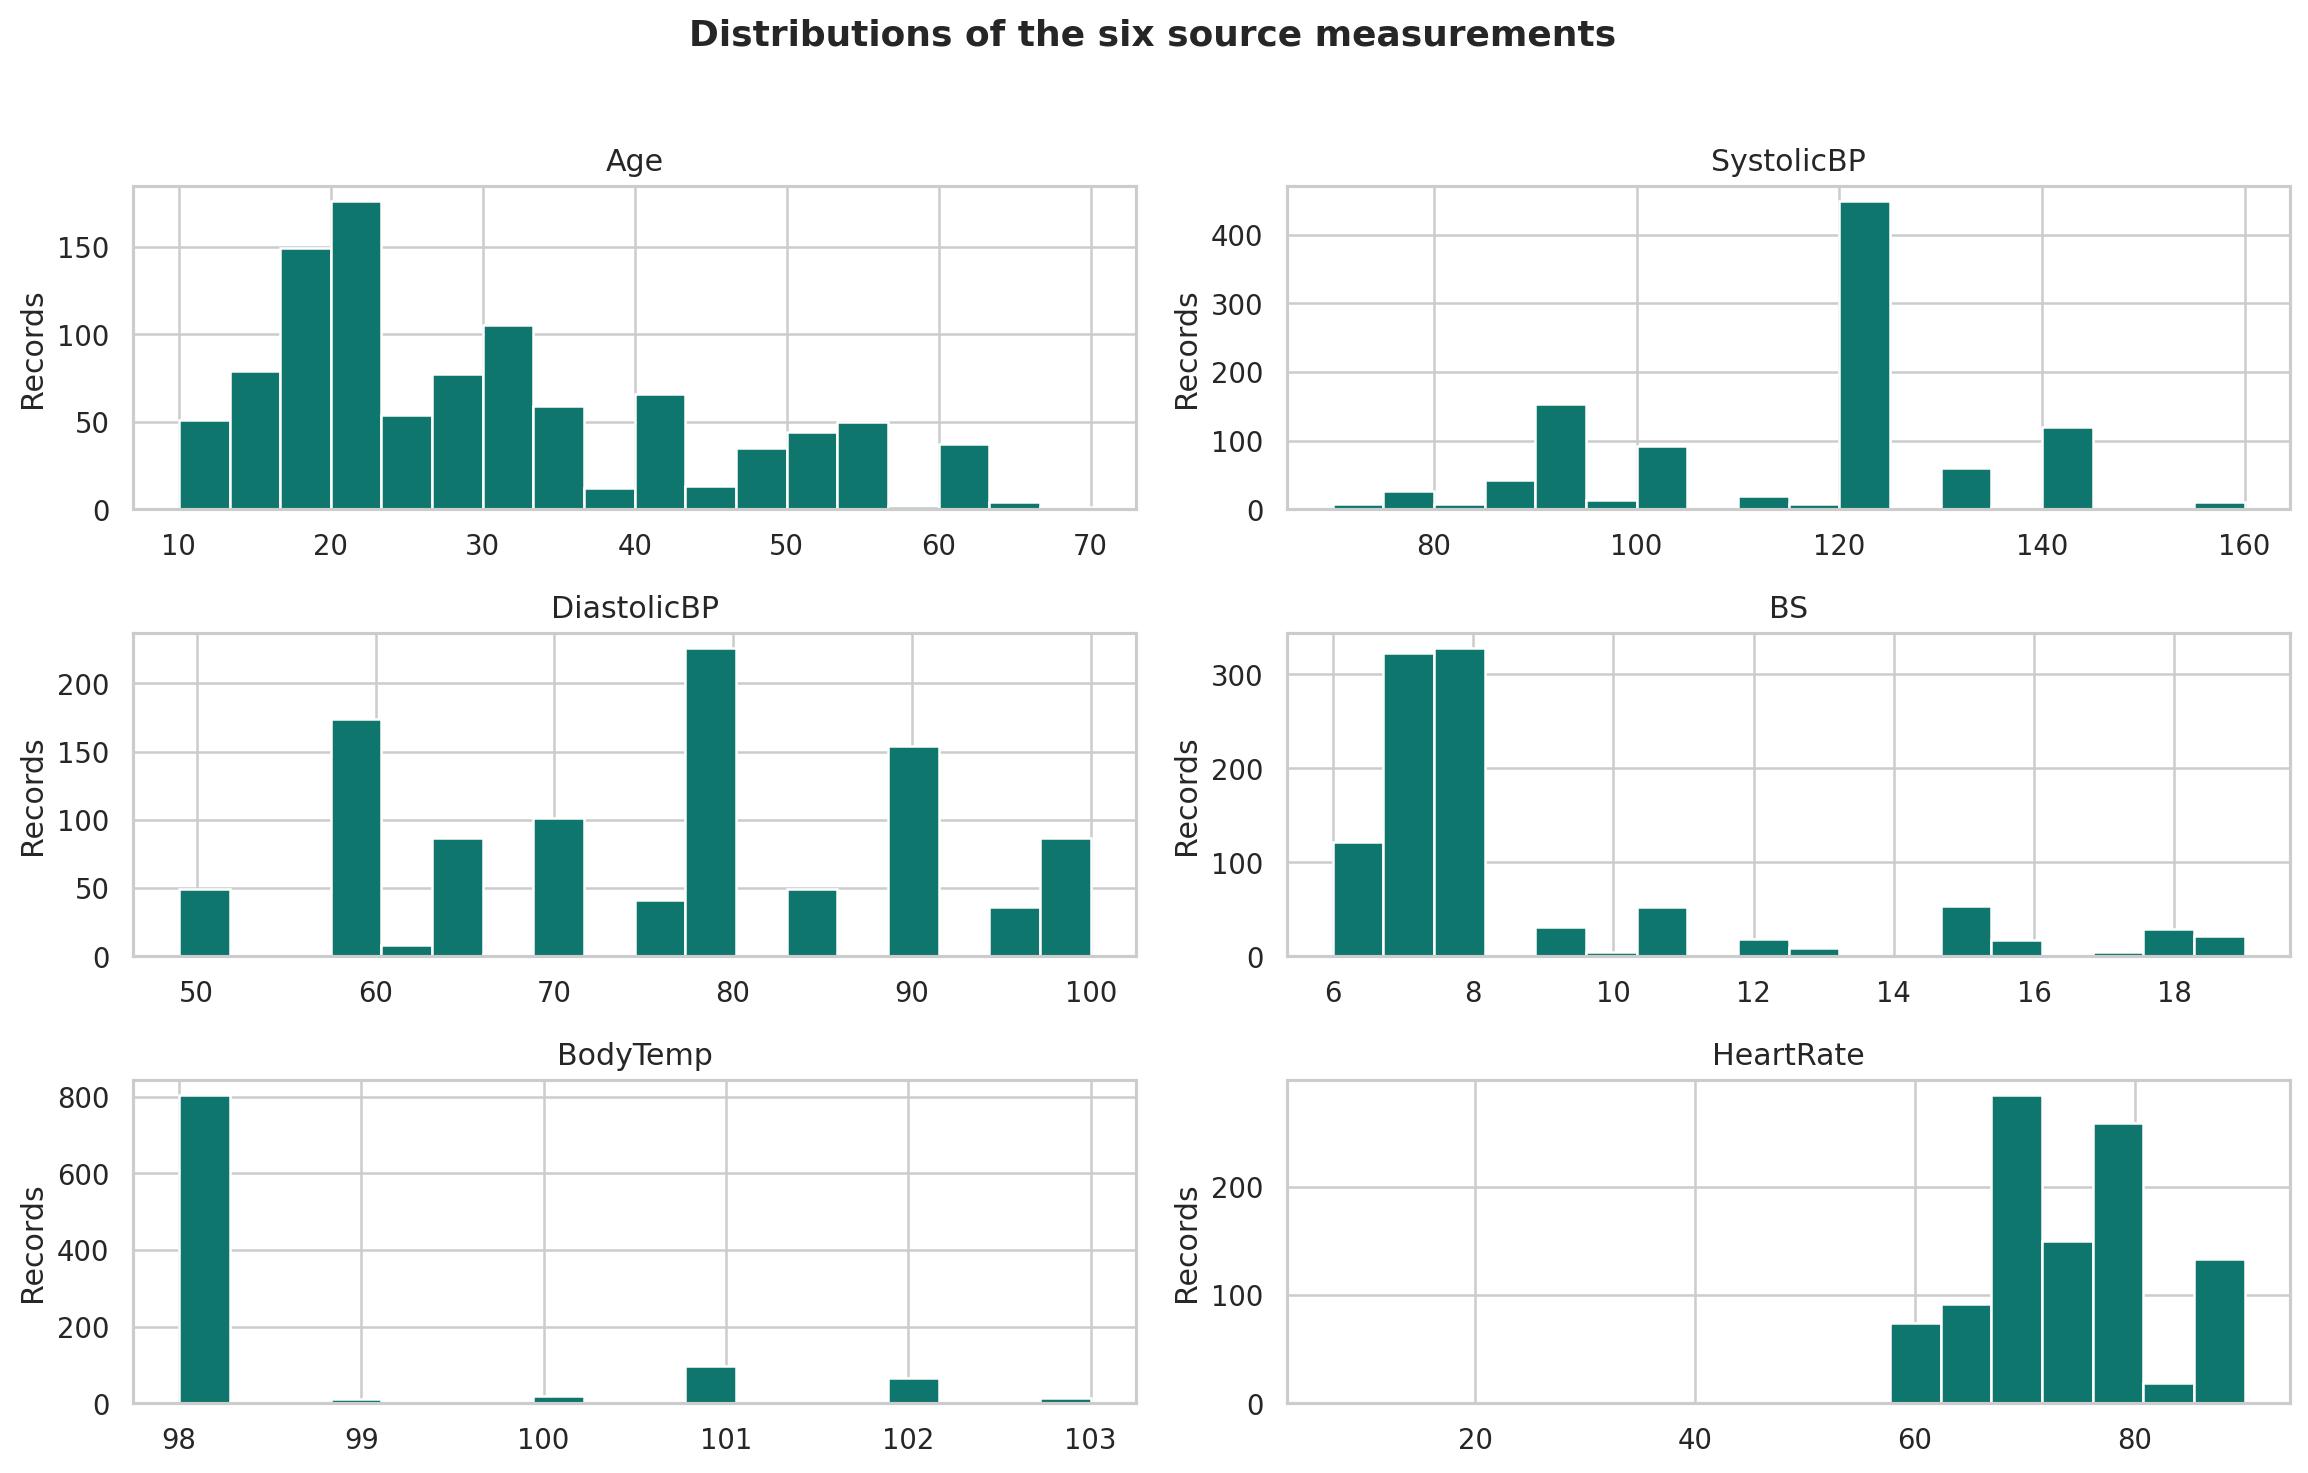 Distributions of the six source measurements
Age
Records
150
100
50
0
10 20 30 40 50 60 70
SystolicBP
Records
400
300
200
100
0
80 100 120 140 160
DiastolicBP
Records
200
150
100
50
0
50 60 70 80 90 100
BS
Records
300
200
100
0
6 8 10 12 14 16 18
BodyTemp
Records
800
600
400
200
0
98 99 100 101 102 103
HeartRate
Records
200
100
0
20 40 60 80